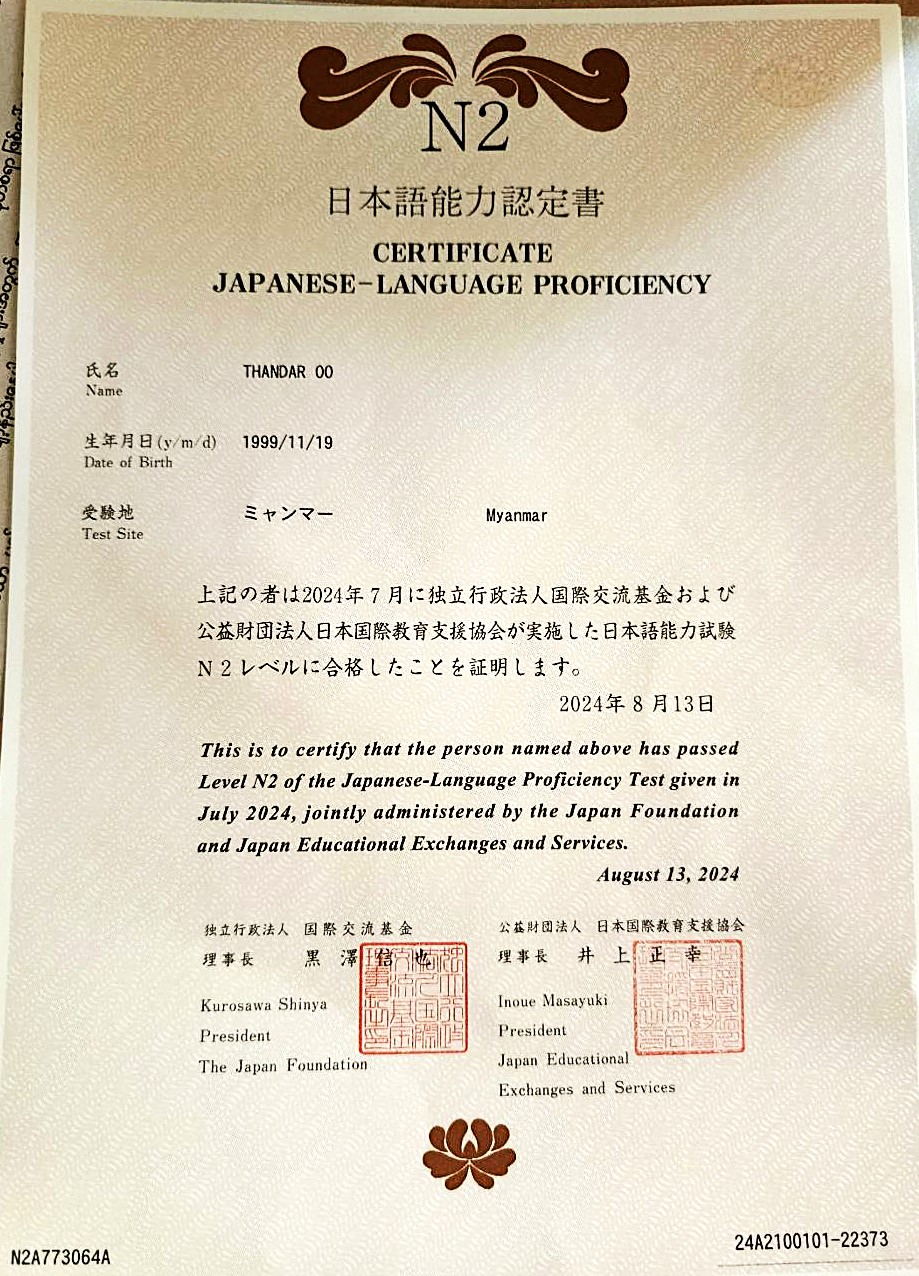 N2
日本語能力認定書
CERTIFICATE
JAPANESE-LANGUAGE PROFICIENCY
氏名 THANDAR OO
Name
生年月日(y/m/d) 1999/11/19
Date of Birth
受験地 ミャンマー Myanmar
Test Site
上記の者は2024年7月に独立行政法人国際交流基金および
公益財団法人日本国際教育支援協会が実施した日本語能力試験
N2レベルに合格したことを証明します。
2024年8月13日
This is to certify that the person named above has passed
Level N2 of the Japanese-Language Proficiency Test given in
July 2024, jointly administered by the Japan Foundation
and Japan Educational Exchanges and Services.
August 13, 2024
独立行政法人 国際交流基金
理事長 黒澤信也
Kurosawa Shinya
President
The Japan Foundation
公益財団法人 日本国際教育支援協会
理事長 井上正幸
Inoue Masayuki
President
Japan Educational
Exchanges and Services
N2A773064A
24A2100101-22373